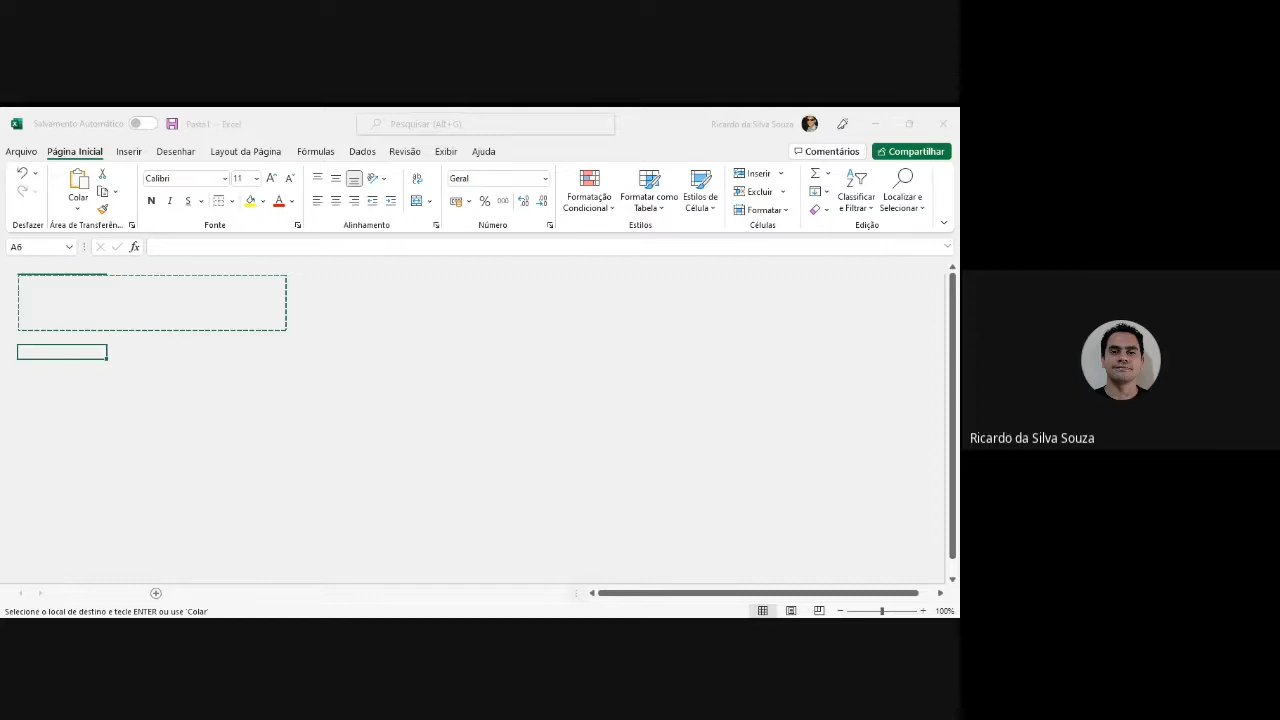 Salvamento Automático
Pasta1 — Excel
Pesquisar (Alt+G)
Ricardo da Silva Souza
Arquivo
Página Inicial
Inserir
Desenhar
Layout da Página
Fórmulas
Dados
Revisão
Exibir
Ajuda
Comentários
Compartilhar
Colar
Calibri
11
N I S
A
Geral
% 000
Formatação
Condicional
Formatar como
Tabela
Estilos de
Célula
Inserir
Excluir
Formatar
Classificar
e Filtrar
Localizar e
Selecionar
Desfazer
Área de Transferên...
Fonte
Alinhamento
Número
Estilos
Células
Edição
A6
fx
Selecione o local de destino e tecle ENTER ou use 'Colar'
100%
Ricardo da Silva Souza